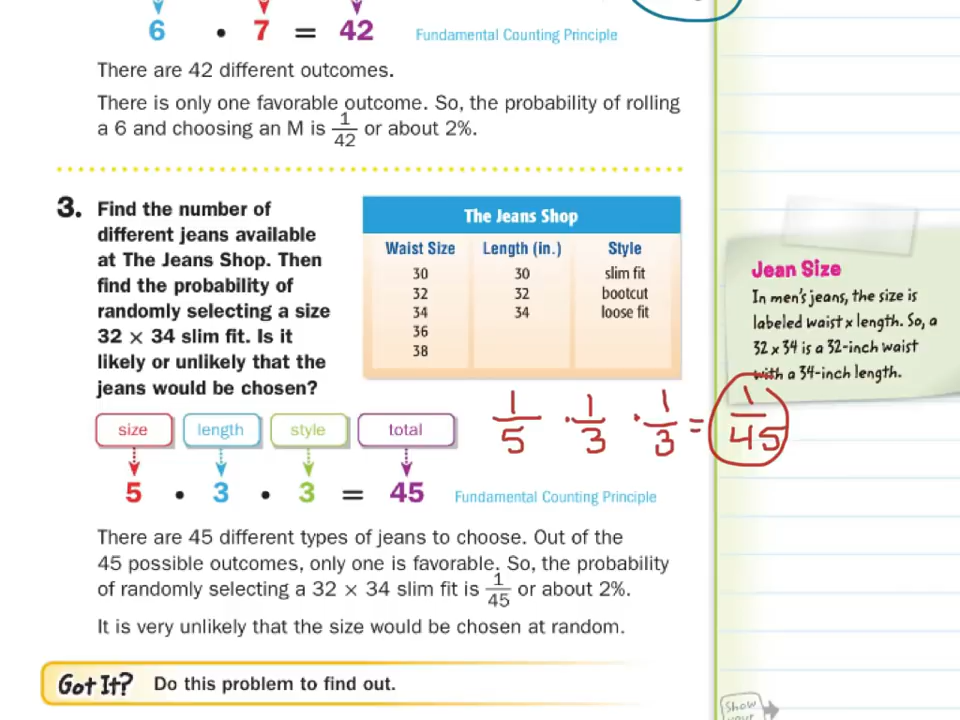 6 • 7 = 42 Fundamental Counting Principle
There are 42 different outcomes.
There is only one favorable outcome. So, the probability of rolling
a 6 and choosing an M is 1/42 or about 2%.
3. Find the number of
different jeans available
at The Jeans Shop. Then
find the probability of
randomly selecting a size
32 × 34 slim fit. Is it
likely or unlikely that the
jeans would be chosen?
The Jeans Shop
Waist Size Length (in.) Style
30 30 slim fit
32 32 bootcut
34 34 loose fit
36
38
Jean Size
In men's jeans, the size is
labeled waist x length. So, a
32 x 34 is a 32-inch waist
with a 34-inch length.
1/5 · 1/3 · 1/3 = 1/45
size length style total
5 • 3 • 3 = 45 Fundamental Counting Principle
There are 45 different types of jeans to choose. Out of the
45 possible outcomes, only one is favorable. So, the probability
of randomly selecting a 32 × 34 slim fit is 1/45 or about 2%.
It is very unlikely that the size would be chosen at random.
Got It? Do this problem to find out.
Show
your